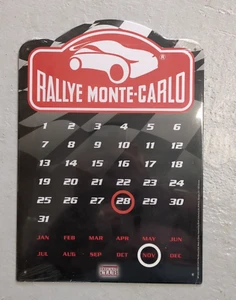 RALLYE MONTE-CARLO ®
1 2 3 4 5 6
7 8 9 10 11 12
13 14 15 16 17 18
19 20 21 22 23 24
25 26 27 28 29 30
31
JAN FEB MAR APR MAY JUN
JUL AUG SEP OCT NOV DEC